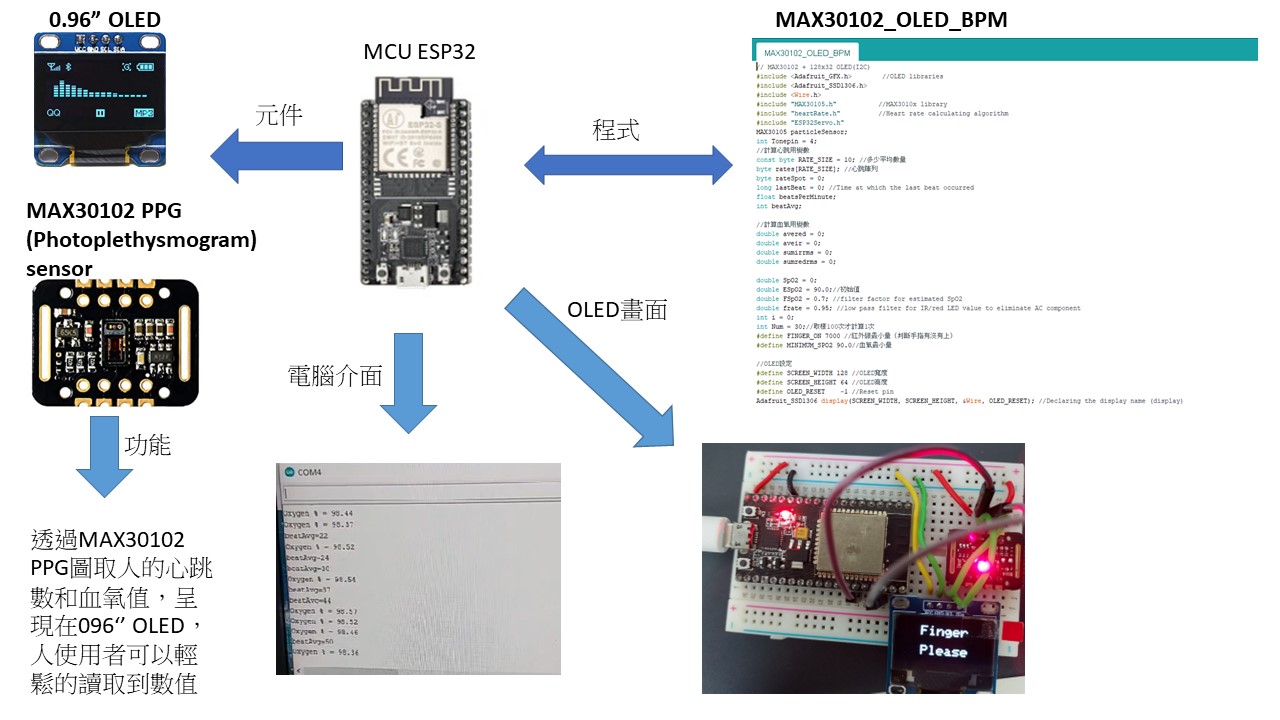 0.96” OLED
VCC GND SCL SDA
QQ
MP3
MCU ESP32
ESP32-S
CE
元件
程式
MAX30102 PPG
(Photoplethysmogram)
sensor
功能
透過MAX30102
PPG圖取人的心跳
數和血氧值，呈
現在096‘’ OLED，
人使用者可以輕
鬆的讀取到數值
電腦介面
OLED畫面
COM4
Oxygen % = 98.44
Oxygen % = 98.37
beatAvg=22
Oxygen % = 98.52
beatAvg=24
beatAvg=30
Oxygen % = 98.54
beatAvg=37
beatAvg=44
Oxygen % = 98.57
Oxygen % = 98.52
Oxygen % = 98.46
beatAvg=50
Oxygen % = 98.36
MAX30102_OLED_BPM
MAX30102_OLED_BPM
// MAX30102 + 128x32 OLED(I2C)
#include <Adafruit_GFX.h> //OLED libraries
#include <Adafruit_SSD1306.h>
#include <Wire.h>
#include "MAX30105.h" //MAX3010x library
#include "heartRate.h" //Heart rate calculating algorithm
#include "ESP32Servo.h"
MAX30105 particleSensor;
int Tonepin = 4;
//計算心跳用變數
const byte RATE_SIZE = 10; //多少平均數量
byte rates[RATE_SIZE]; //心跳陣列
byte rateSpot = 0;
long lastBeat = 0; //Time at which the last beat occurred
float beatsPerMinute;
int beatAvg;
//計算血氧用變數
double avered = 0;
double aveir = 0;
double sumirrms = 0;
double sumredrms = 0;
double SpO2 = 0;
double ESpO2 = 90.0;//初始值
double FSpO2 = 0.7; //filter factor for estimated SpO2
double frate = 0.95; //low pass filter for IR/red LED value to eliminate AC component
int i = 0;
int Num = 30;//取樣100次才計算1次
#define FINGER_ON 7000 //紅外線最小量（判斷手指有沒有上）
#define MINIMUM_SPO2 90.0//血氧最小量
//OLED設定
#define SCREEN_WIDTH 128 //OLED寬度
#define SCREEN_HEIGHT 64 //OLED高度
#define OLED_RESET -1 //Reset pin
Adafruit_SSD1306 display(SCREEN_WIDTH, SCREEN_HEIGHT, &Wire, OLED_RESET); //Declaring the display name (display)
Finger
Please